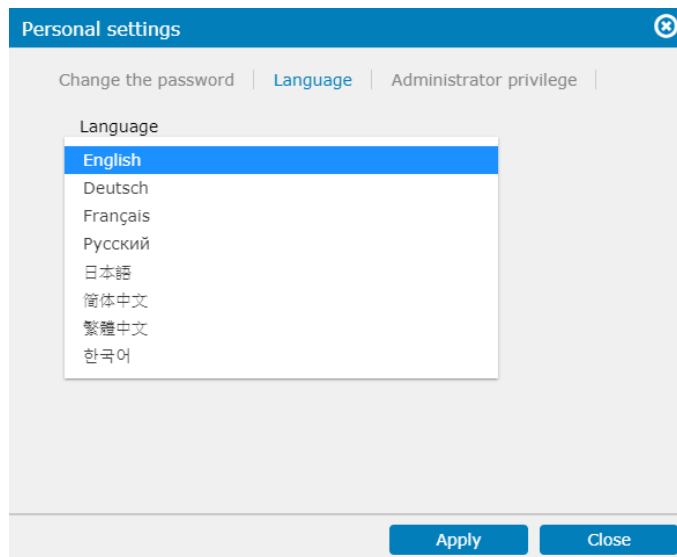 Personal settings
Change the password Language Administrator privilege
Language
English
Deutsch
Français
Русский
日本語
简体中文
繁體中文
한국어
Apply Close